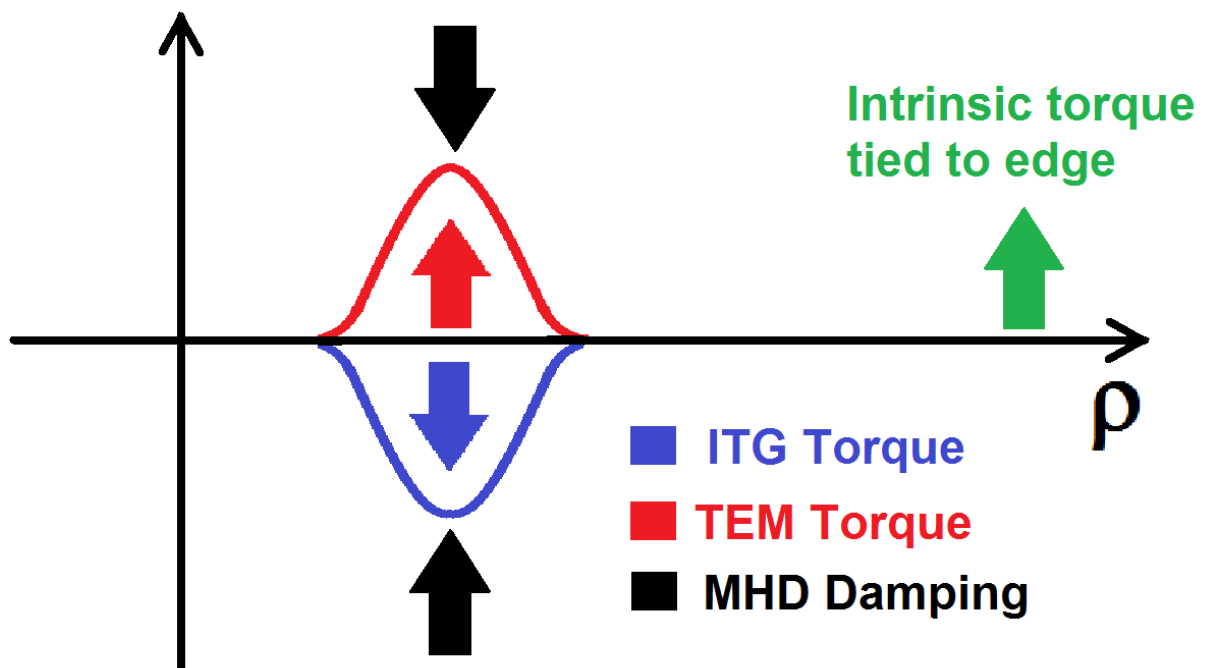 Intrinsic torque
tied to edge
ρ
ITG Torque
TEM Torque
MHD Damping